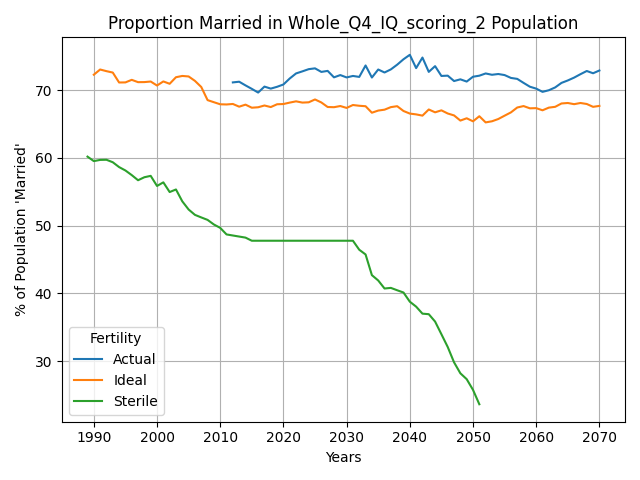 Proportion Married in Whole_Q4_IQ_scoring_2 Population
% of Population 'Married'
70
60
50
40
30
Fertility
Actual
Ideal
Sterile
1990 2000 2010 2020 2030 2040 2050 2060 2070
Years